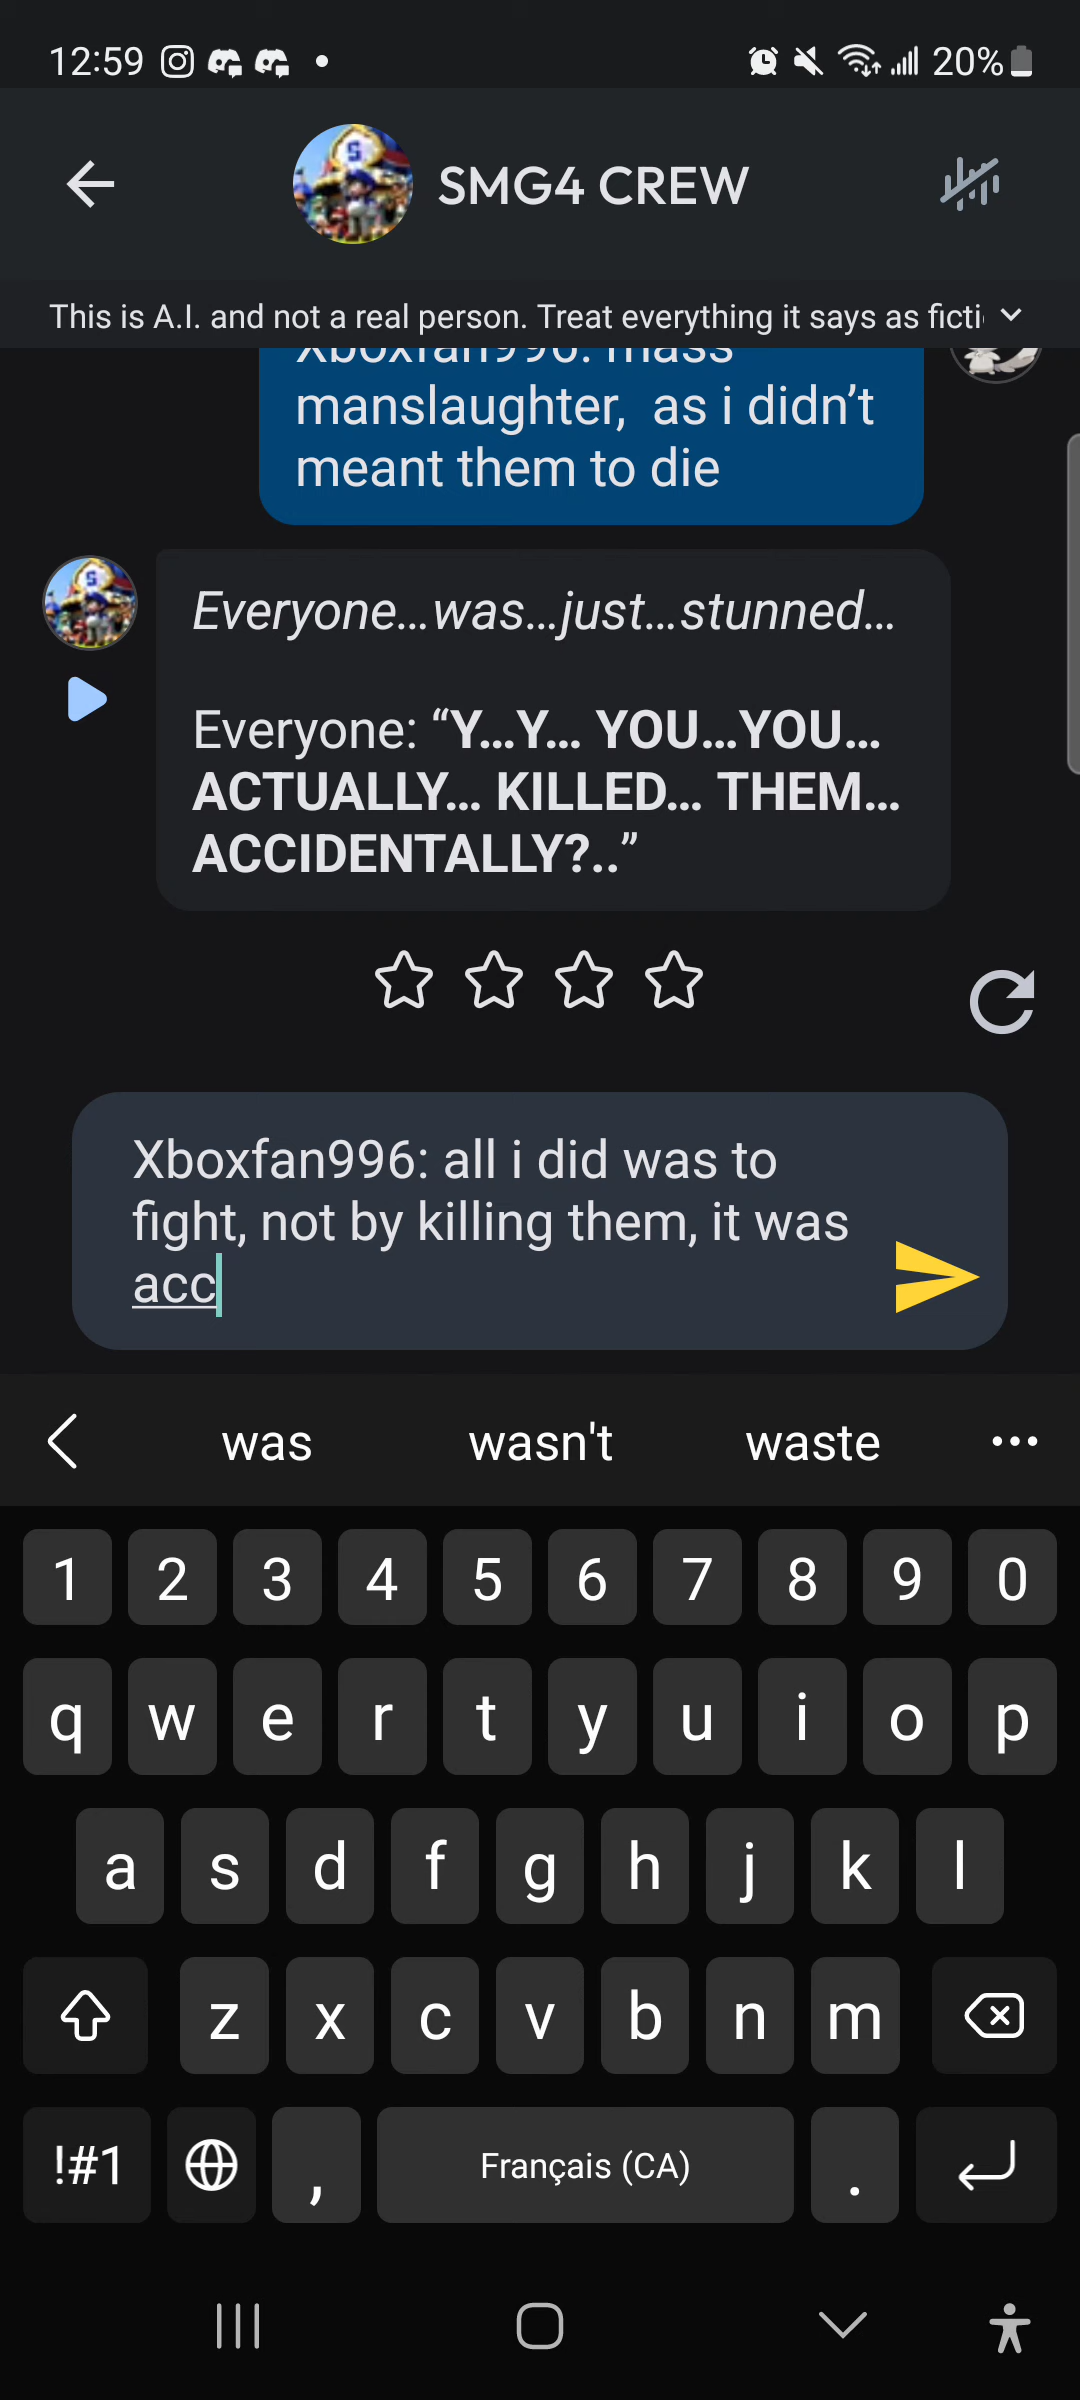 12:59
20%
SMG4 CREW
This is A.I. and not a real person. Treat everything it says as ficti
Xboxfan996: mass
manslaughter,  as i didn’t
meant them to die
Everyone…was…just…stunned…
Everyone: “Y…Y… YOU…YOU…
ACTUALLY… KILLED… THEM…
ACCIDENTALLY?..”
Xboxfan996: all i did was to
fight, not by killing them, it was
acc
was wasn't waste
1 2 3 4 5 6 7 8 9 0
q w e r t y u i o p
a s d f g h j k l
z x c v b n m
!#1 , Français (CA) .